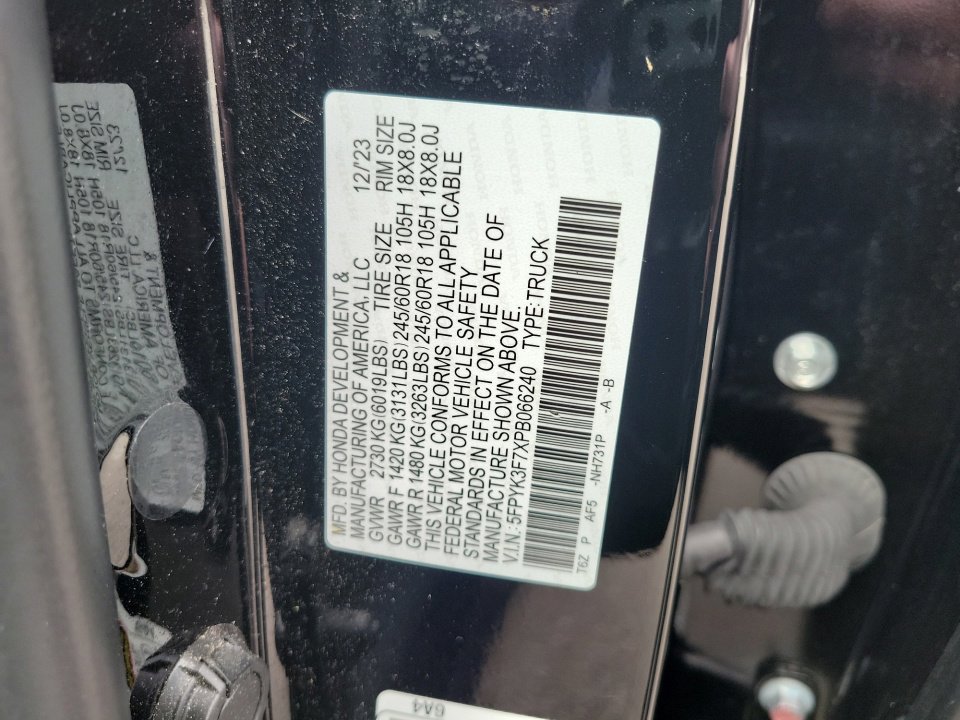 MFD. BY HONDA DEVELOPMENT &
MANUFACTURING OF AMERICA, LLC 12/'23
GVWR 2730 KG(6019LBS) TIRE SIZE RIM SIZE
GAWR F 1420 KG(3131LBS) 245/60R18 105H 18X8.0J
GAWR R 1480 KG(3263LBS) 245/60R18 105H 18X8.0J
THIS VEHICLE CONFORMS TO ALL APPLICABLE
FEDERAL MOTOR VEHICLE SAFETY
STANDARDS IN EFFECT ON THE DATE OF
MANUFACTURE SHOWN ABOVE.
V.I.N.: 5FPYK3F7XPB066240 TYPE: TRUCK
T6Z P AF5 -NH731P -A -B
6A4